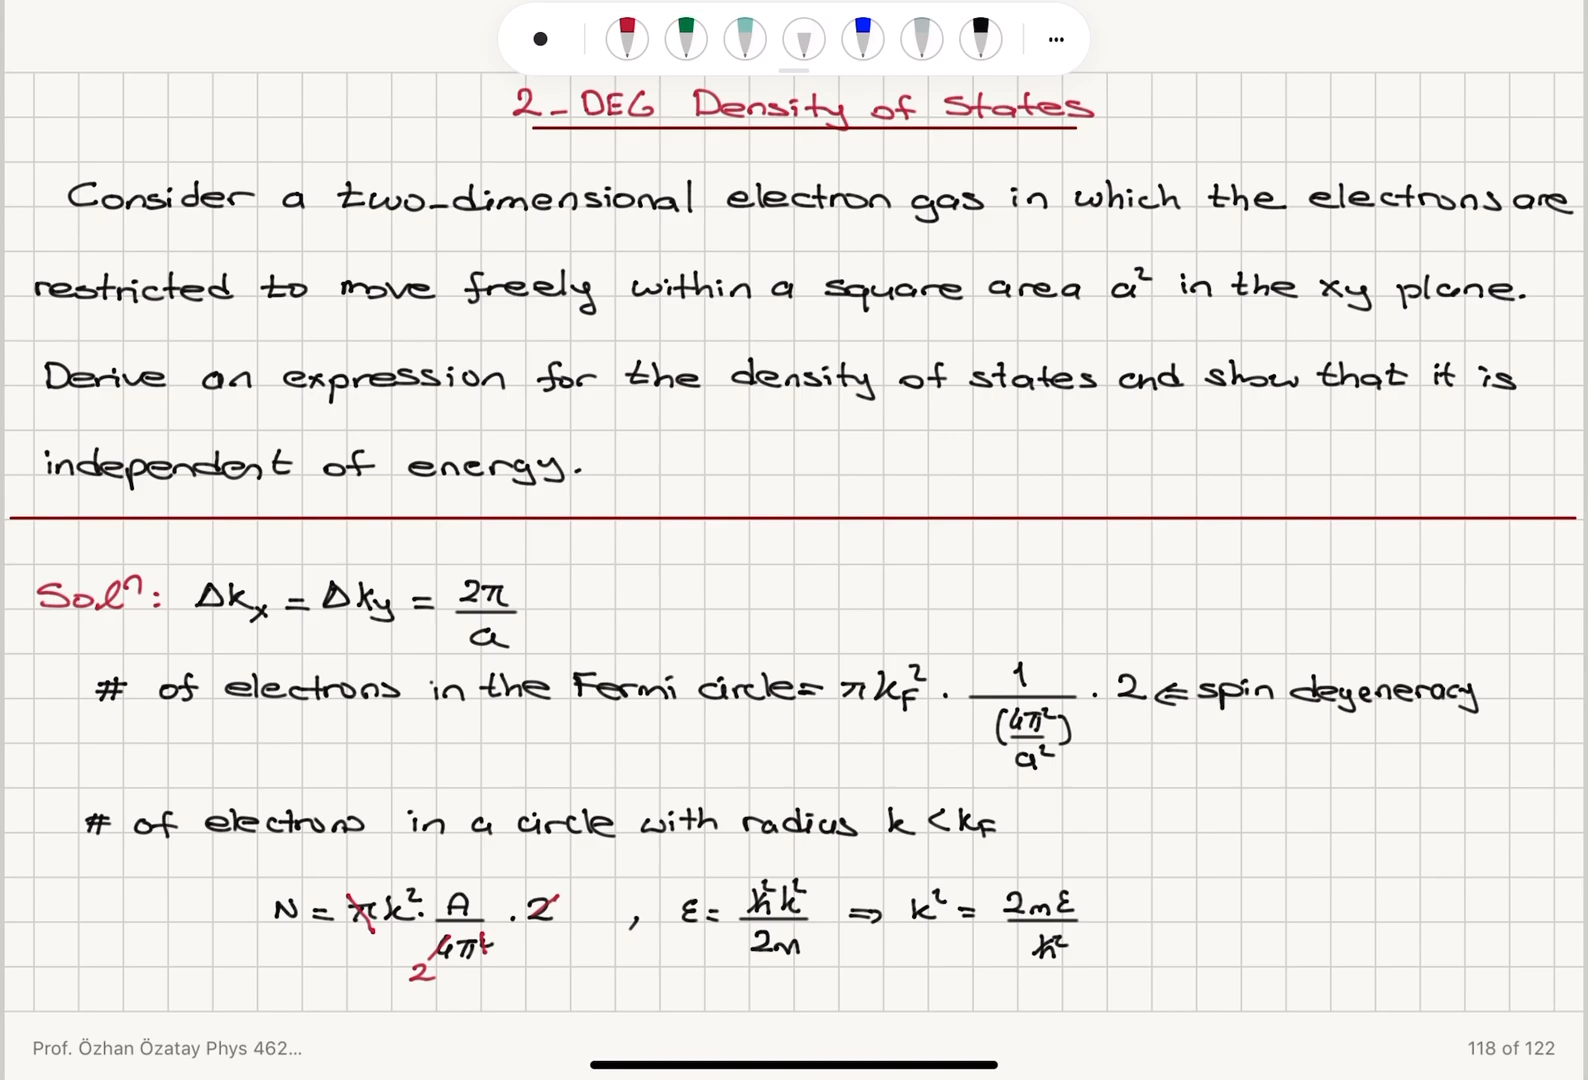 2-DEG Density of States
Consider a two-dimensional electron gas in which the electrons are
restricted to move freely within a square area a² in the xy plane.
Derive an expression for the density of states and show that it is
independent of energy.
Solⁿ: Δkₓ = Δky = 2π/a
# of electrons in the Fermi circle = πk_F² · 1/(4π²/a²) · 2 ⇐ spin degeneracy
# of electrons in a circle with radius k < k_F
N = πk² · A/4π² · 2 , ε = ħ²k²/2m ⇒ k² = 2mε/ħ²
2
Prof. Özhan Özatay Phys 462...
118 of 122